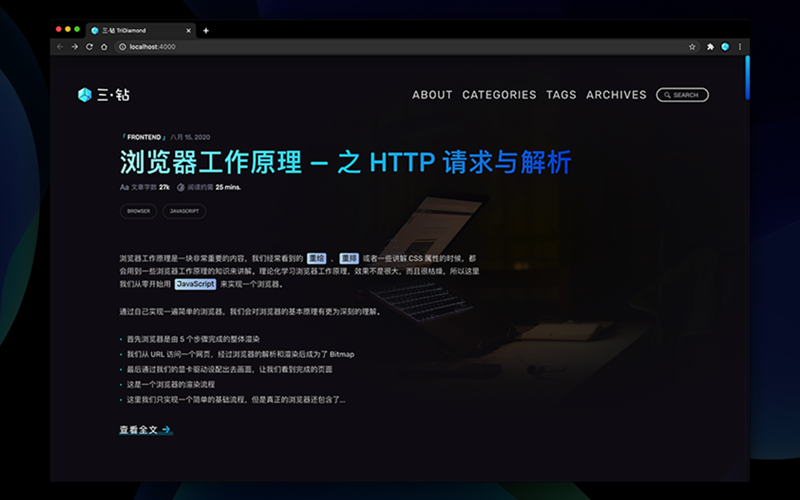 三·钻 TriDiamond
localhost:4000
三·钻
ABOUT CATEGORIES TAGS ARCHIVES SEARCH
「 FRONTEND 」 八月 15, 2020
浏览器工作原理 — 之 HTTP 请求与解析
Aa 文章字数 27k 阅读约需 25 mins.
BROWSER JAVASCRIPT
浏览器工作原理是一块非常重要的内容，我们经常看到的 重绘 、 重排 或者一些讲解 CSS 属性的时候，都
会用到一些浏览器工作原理的知识来讲解。理论化学习浏览器工作原理，效果不是很大，而且很枯燥，所以这里
我们从零开始用 JavaScript 来实现一个浏览器。
通过自己实现一遍简单的浏览器，我们会对浏览器的基本原理有更为深刻的理解。
• 首先浏览器是由 5 个步骤完成的整体渲染
• 我们从 URL 访问一个网页，经过浏览器的解析和渲染后成为了 Bitmap
• 最后通过我们的显卡驱动设配出去画面，让我们看到完成的页面
• 这是一个浏览器的渲染流程
• 这里我们只实现一个简单的基础流程，但是真正的浏览器还包含了...
查看全文 →